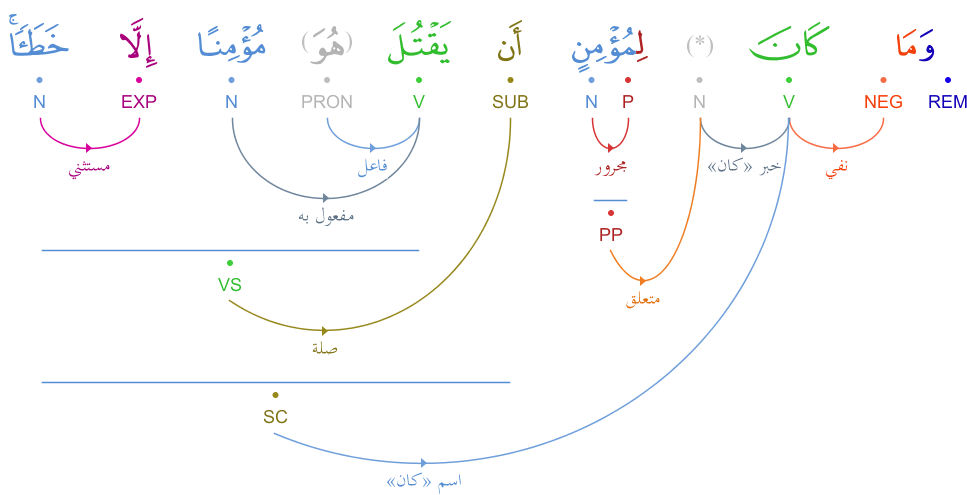 وَمَا كَانَ (*) لِمُؤْمِنٍ أَن يَقْتُلَ (هُوَ) مُؤْمِنًا إِلَّا خَطَـًٔا ۚ
REM NEG V N P N SUB V PRON N EXP N
نفي خبر «كان» مجرور فاعل مستثني
مفعول به
PP
VS
متعلق
صلة
SC
اسم «كان»